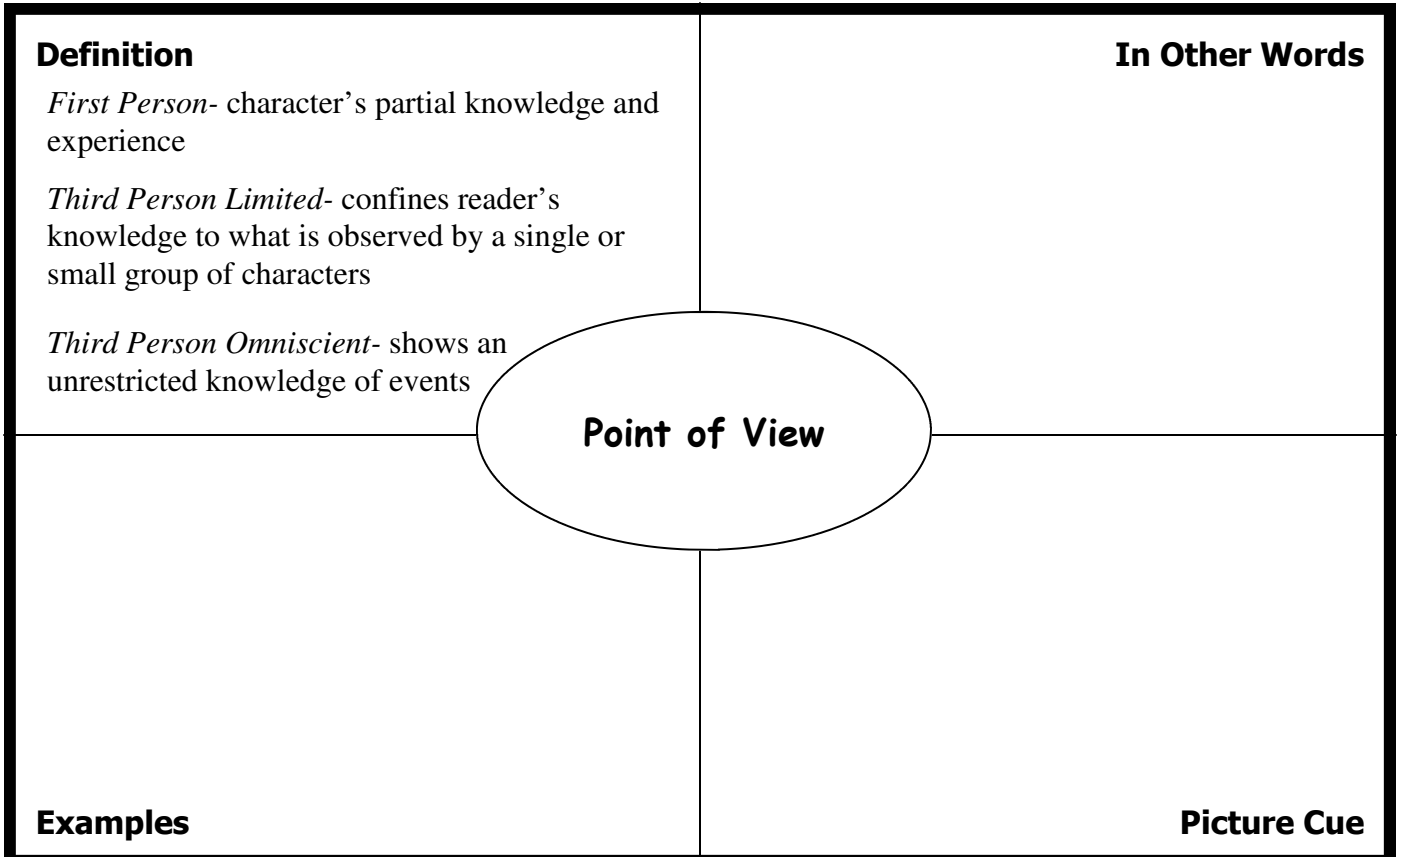 Definition
First Person- character’s partial knowledge and
experience
Third Person Limited- confines reader’s
knowledge to what is observed by a single or
small group of characters
Third Person Omniscient- shows an
unrestricted knowledge of events
In Other Words
Point of View
Examples
Picture Cue